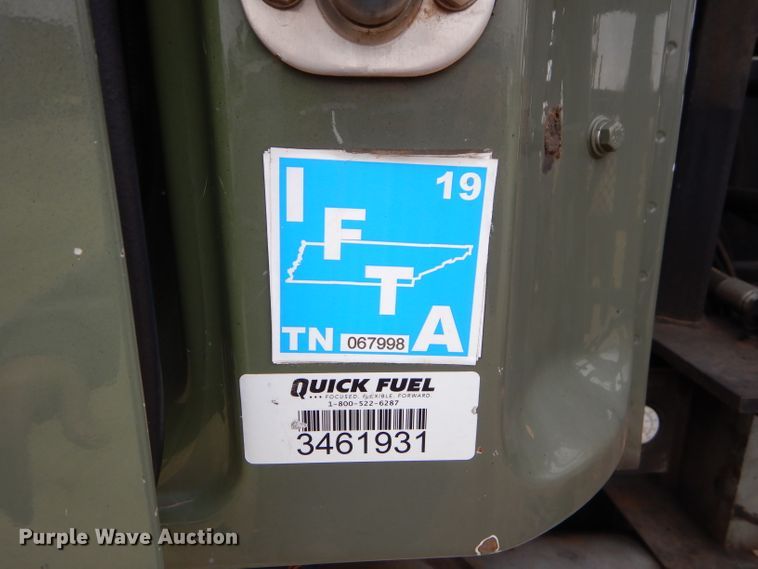 19
I
F
T
A
TN 067998
QUICK FUEL
FOCUSED. FLEXIBLE. FORWARD.
1-800-522-6287
3461931
Purple Wave Auction